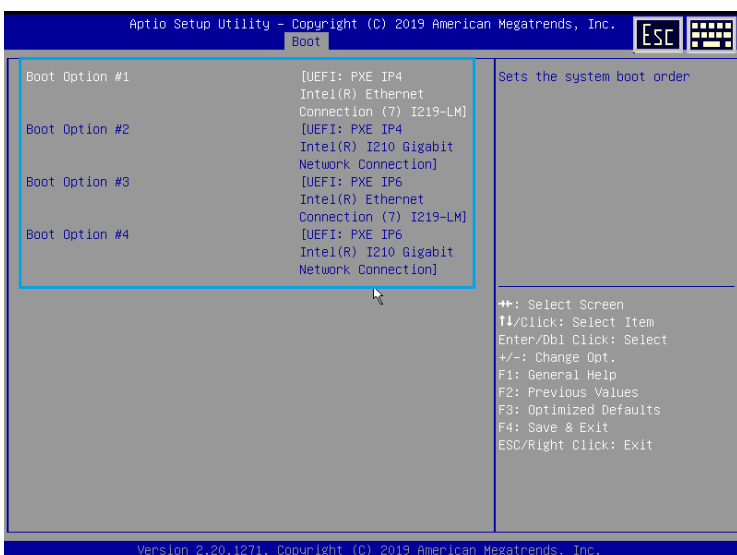 Aptio Setup Utility – Copyright (C) 2019 American Megatrends, Inc.
Boot
Esc
Boot Option #1 [UEFI: PXE IP4
Intel(R) Ethernet
Connection (7) I219-LM]
Boot Option #2 [UEFI: PXE IP4
Intel(R) I210 Gigabit
Network Connection]
Boot Option #3 [UEFI: PXE IP6
Intel(R) Ethernet
Connection (7) I219-LM]
Boot Option #4 [UEFI: PXE IP6
Intel(R) I210 Gigabit
Network Connection]
Sets the system boot order
→←: Select Screen
↑↓/Click: Select Item
Enter/Dbl Click: Select
+/-: Change Opt.
F1: General Help
F2: Previous Values
F3: Optimized Defaults
F4: Save & Exit
ESC/Right Click: Exit
Version 2.20.1271. Copyright (C) 2019 American Megatrends, Inc.